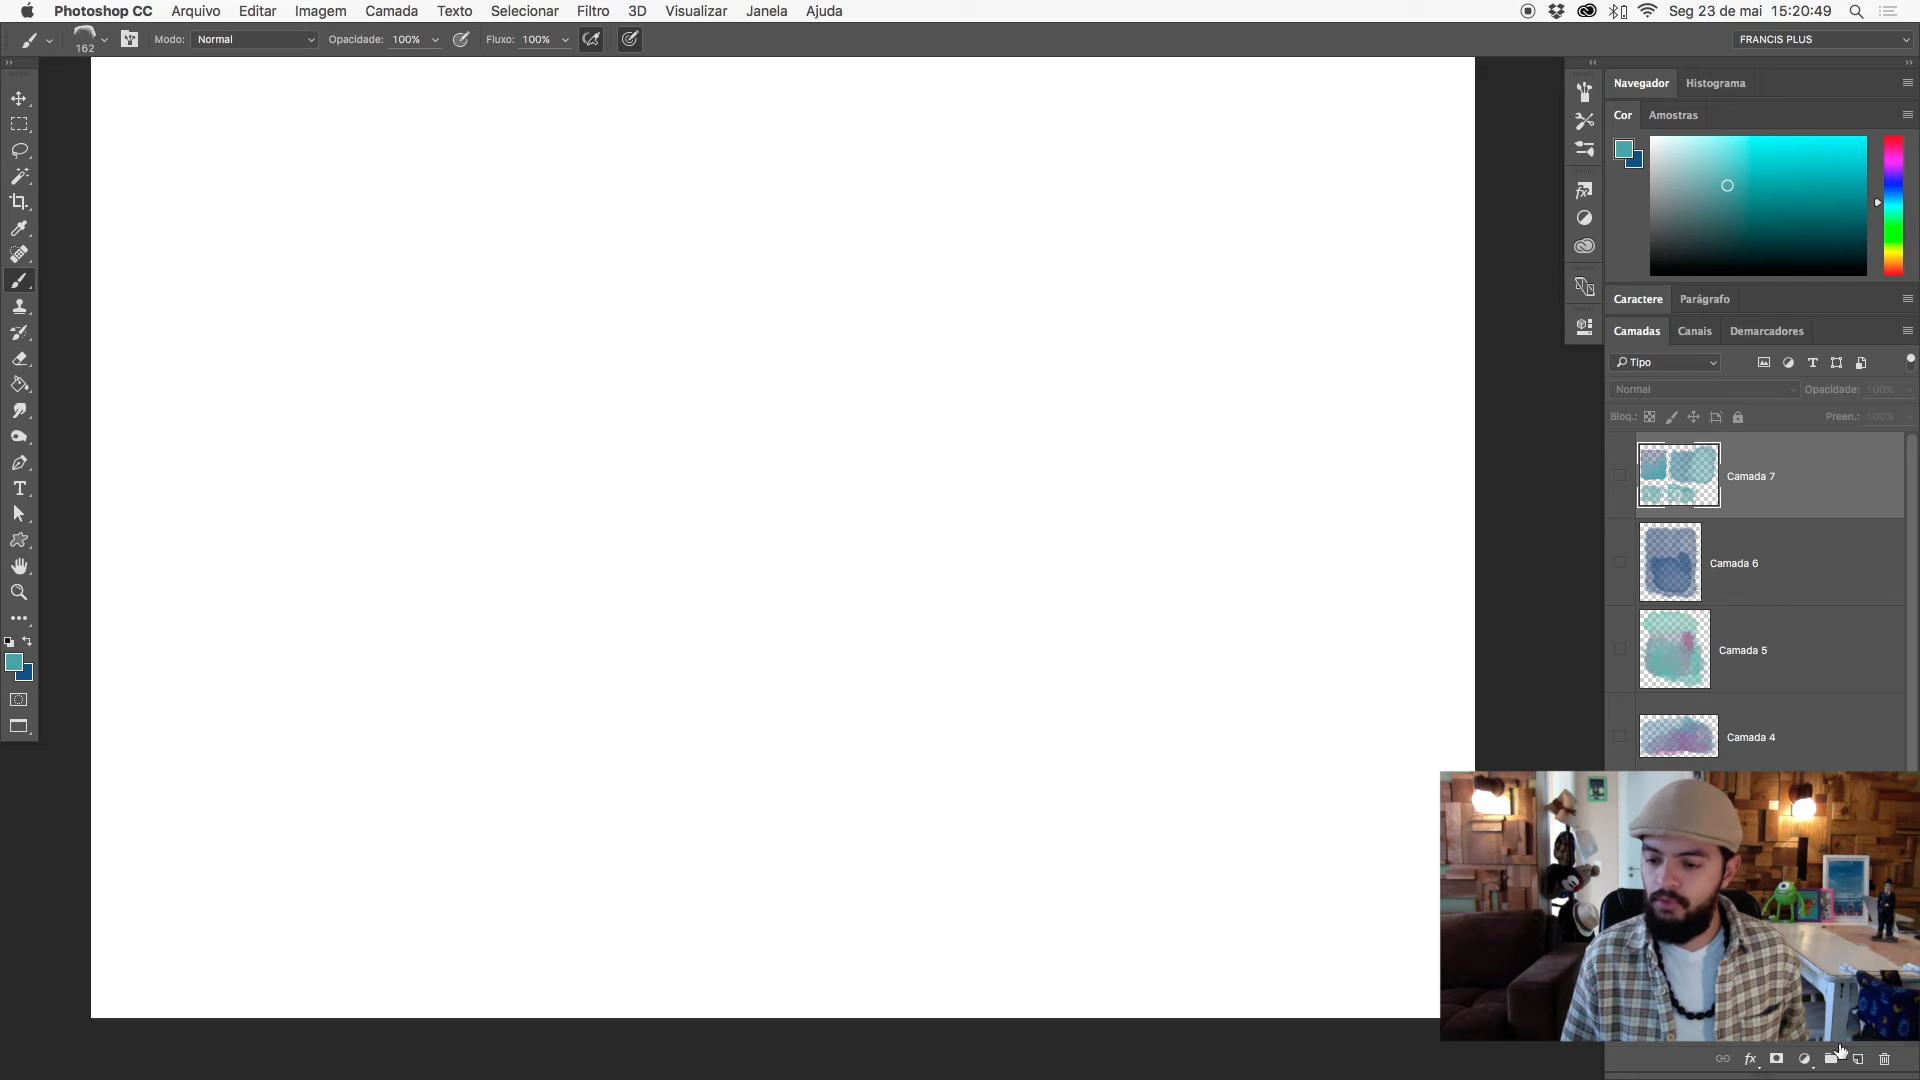 Photoshop CC Arquivo Editar Imagem Camada Texto Selecionar Filtro 3D Visualizar Janela Ajuda Seg 23 de mai 15:20:49
162 Modo: Normal Opacidade: 100% Fluxo: 100% FRANCIS PLUS
Navegador Histograma
Cor Amostras
Caractere Parágrafo
Camadas Canais Demarcadores
Tipo
Normal Opacidade: 100%
Bloq.: Preen.: 100%
Camada 7
Camada 6
Camada 5
Camada 4